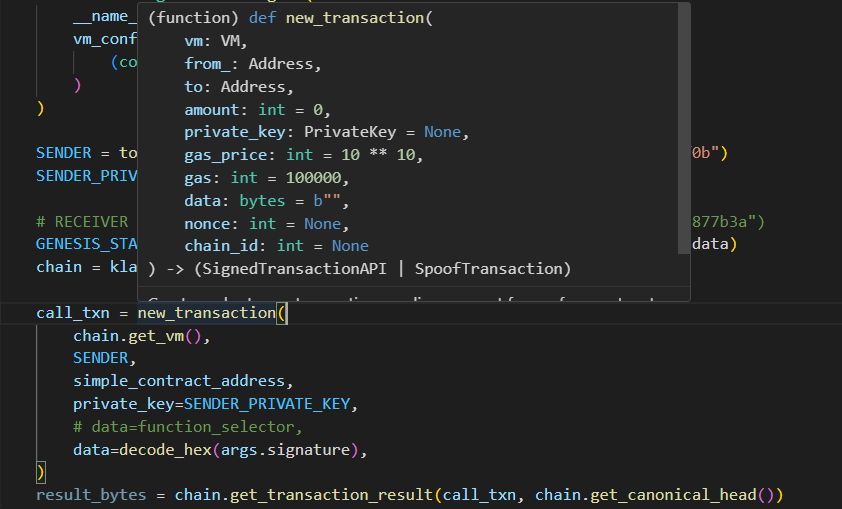 __name_
(function) def new_transaction(
vm_conf
vm: VM,
(co
from_: Address,
)
to: Address,
)
amount: int = 0,
private_key: PrivateKey = None,
SENDER = to
gas_price: int = 10 ** 10,
0b")
SENDER_PRIV
gas: int = 100000,
data: bytes = b"",
# RECEIVER
nonce: int = None,
877b3a")
GENESIS_STA
chain_id: int = None
data)
chain = kla
) -> (SignedTransactionAPI | SpoofTransaction)
call_txn = new_transaction(
chain.get_vm(),
SENDER,
simple_contract_address,
private_key=SENDER_PRIVATE_KEY,
# data=function_selector,
data=decode_hex(args.signature),
)
result_bytes = chain.get_transaction_result(call_txn, chain.get_canonical_head())